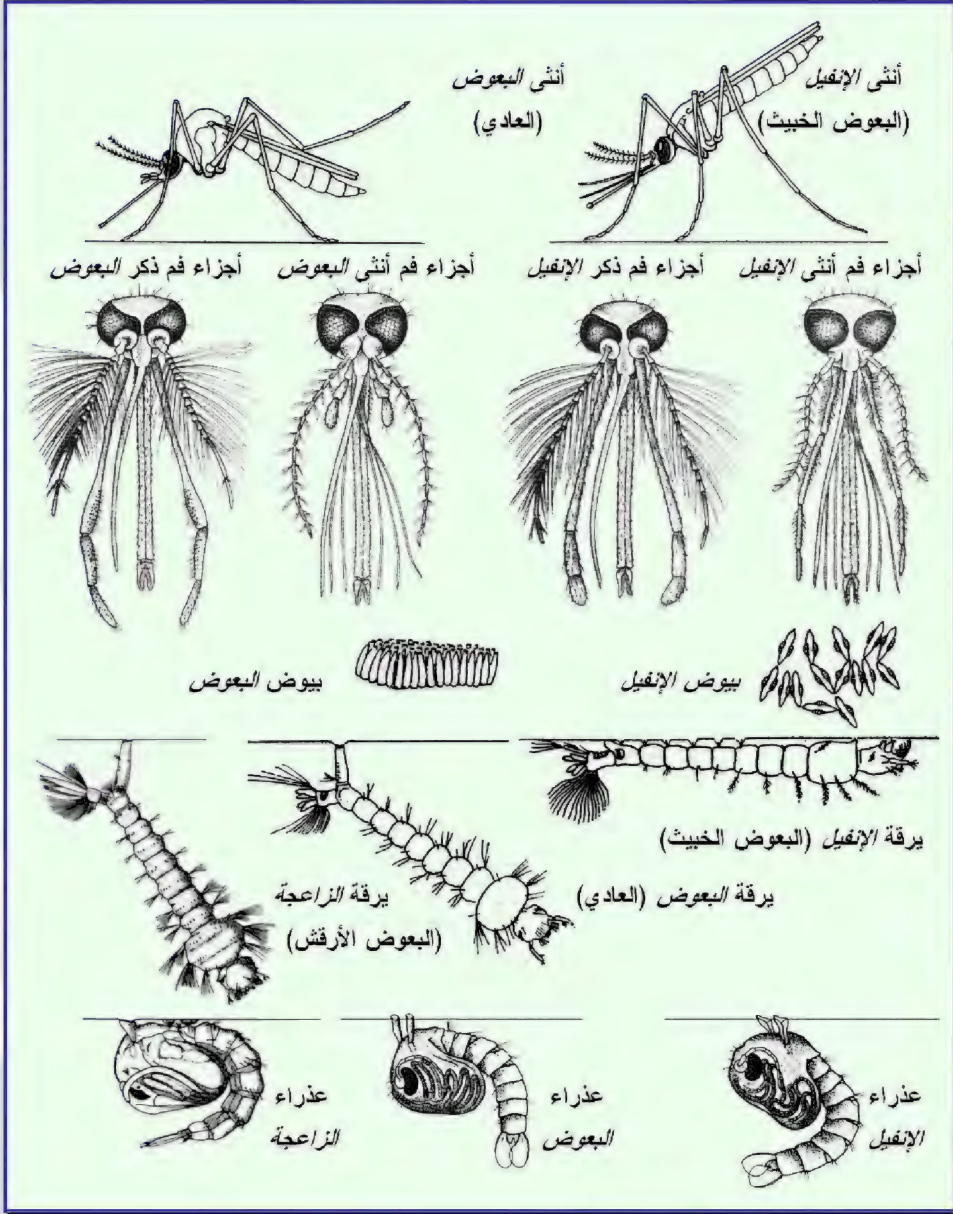 أنثى الإنفيل
(البعوض الخبيث)
أنثى البعوض
(العادي)
أجزاء فم أنثى الإنفيل
أجزاء فم ذكر الإنفيل
أجزاء فم أنثى البعوض
أجزاء فم ذكر البعوض
بيوض الإنفيل
بيوض البعوض
يرقة الإنفيل (البعوض الخبيث)
يرقة البعوض (العادي)
يرقة الزاعجة
(البعوض الأرقش)
عذراء
الإنفيل
عذراء
البعوض
عذراء
الزاعجة